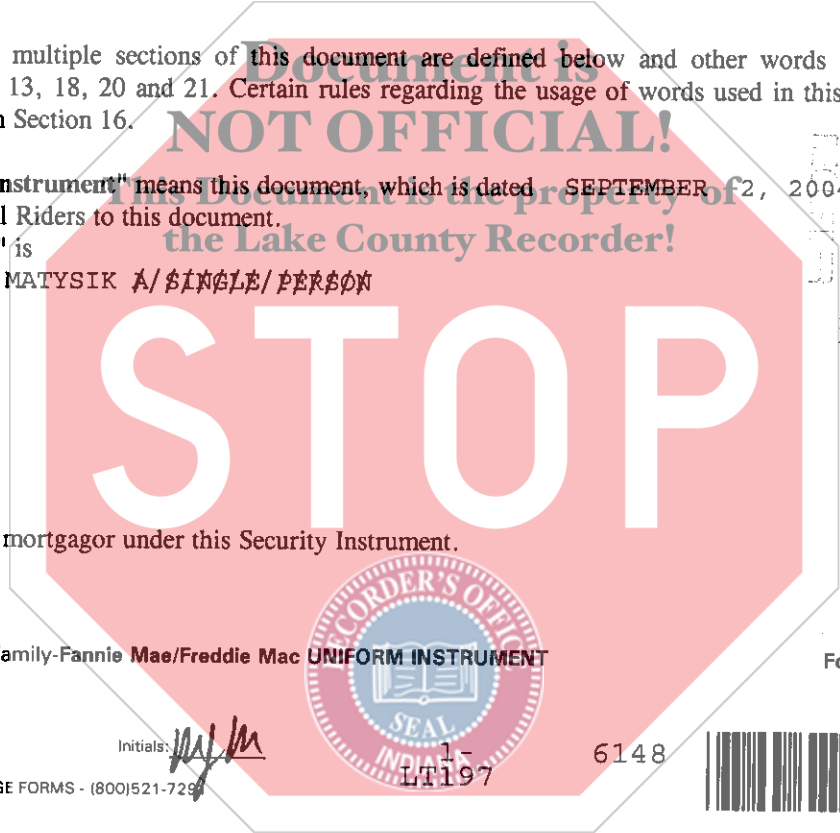 multiple sections of this document are defined below and other words
13, 18, 20 and 21. Certain rules regarding the usage of words used in this
n Section 16.
Document is
NOT OFFICIAL!
This Document is the property of
the Lake County Recorder!
nstrument" means this document, which is dated SEPTEMBER 2, 2004
l Riders to this document.
" is
MATYSIK A/SINGLE/PERSON
STOP
mortgagor under this Security Instrument.
RECORDER'S OFFICE
SEAL
INDIANA
amily-Fannie Mae/Freddie Mac UNIFORM INSTRUMENT
Fo
Initials:
1-
6148
LT197
GE FORMS - (800)521-729